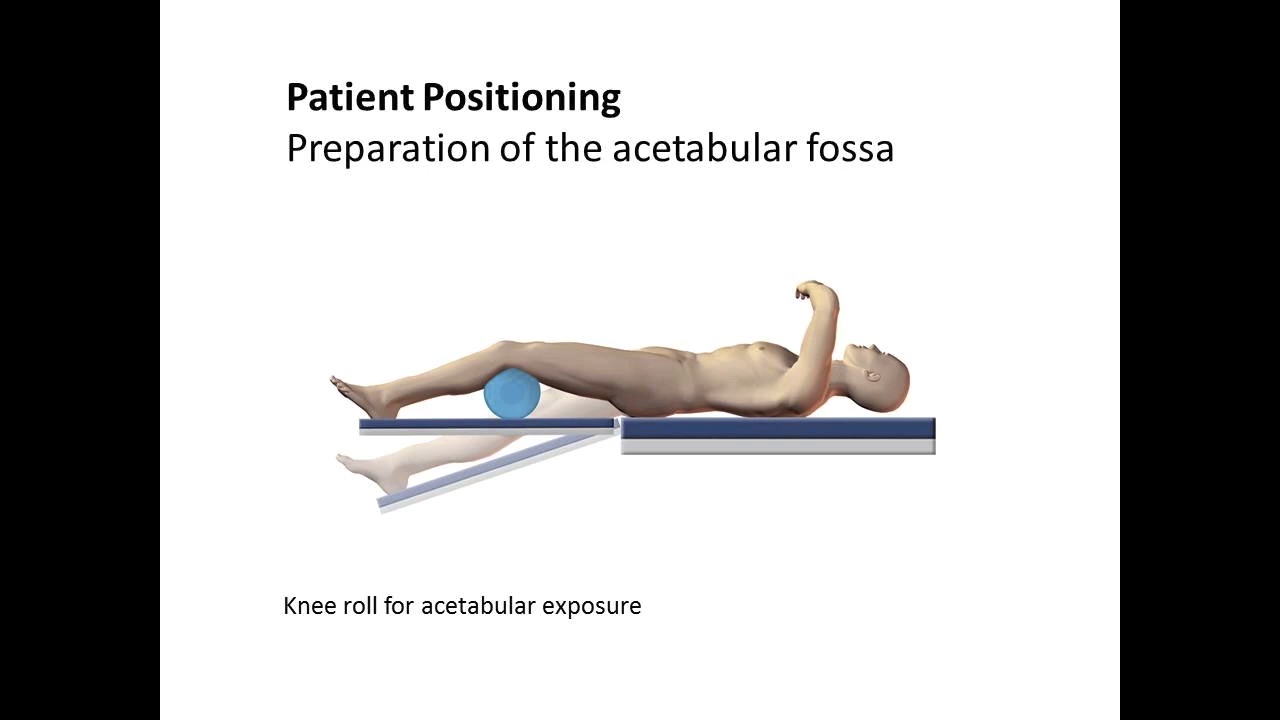 Patient Positioning
Preparation of the acetabular fossa
Knee roll for acetabular exposure